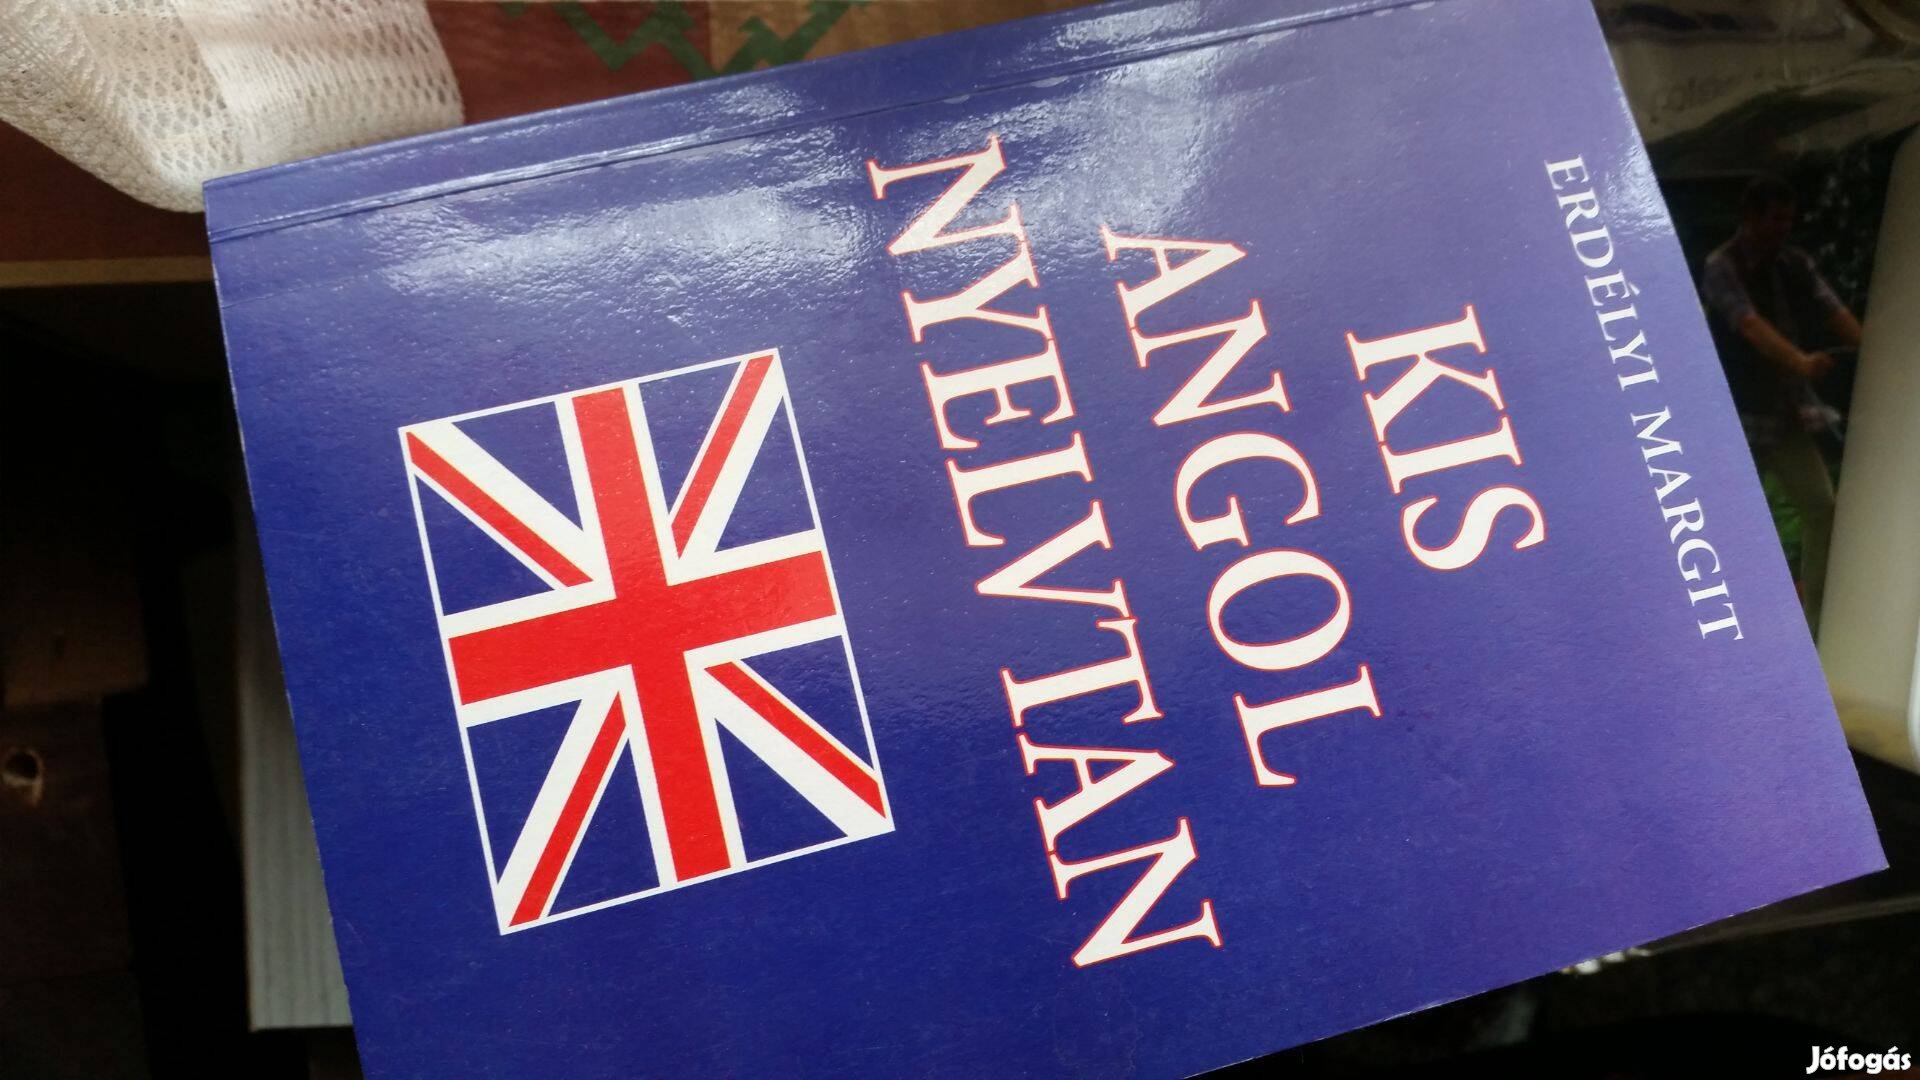 ERDÉLYI MARGIT
KIS
ANGOL
NYELVTAN
Jófogás